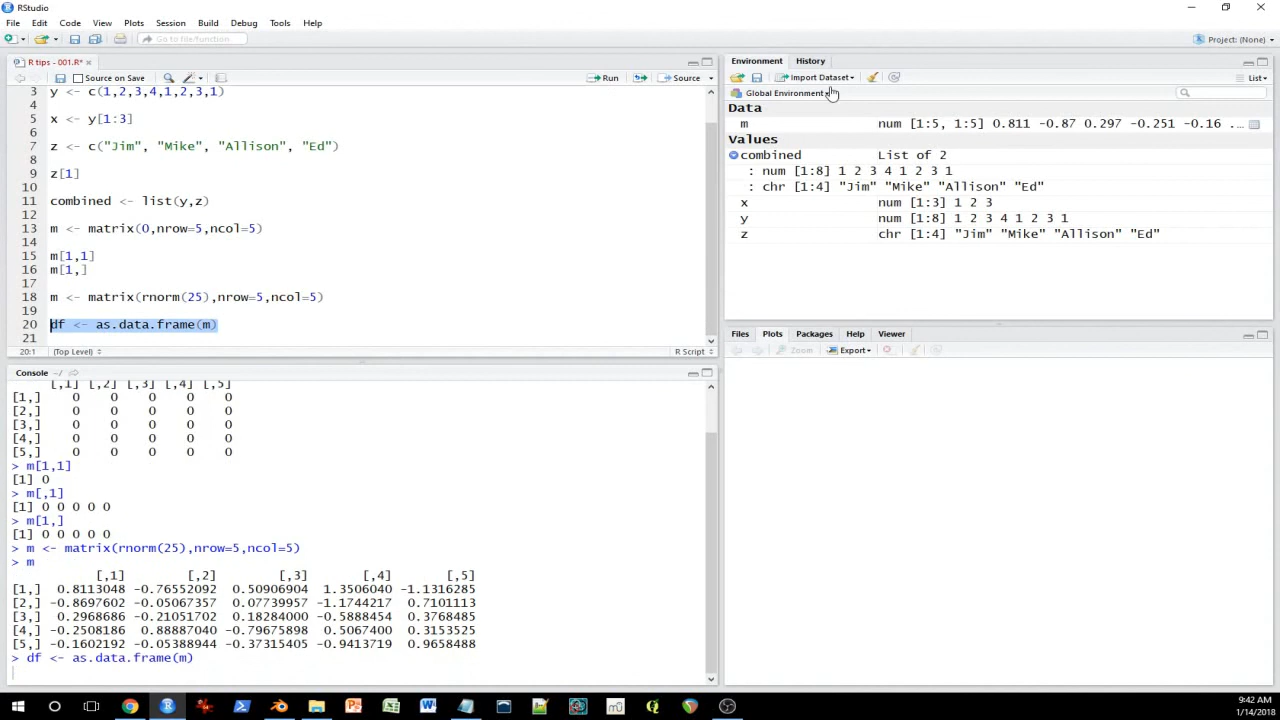 RStudio
File Edit Code View Plots Session Build Debug Tools Help
Go to file/function
Project: (None)
R tips - 001.R*
Source on Save
Run
Source
3 y <- c(1,2,3,4,1,2,3,1)
4
5 x <- y[1:3]
6
7 z <- c("Jim", "Mike", "Allison", "Ed")
8
9 z[1]
10
11 combined <- list(y,z)
12
13 m <- matrix(0,nrow=5,ncol=5)
14
15 m[1,1]
16 m[1,]
17
18 m <- matrix(rnorm(25),nrow=5,ncol=5)
19
20 df <- as.data.frame(m)
21
20:1 (Top Level) R Script
Console ~/
[,1] [,2] [,3] [,4] [,5]
[1,] 0 0 0 0 0
[2,] 0 0 0 0 0
[3,] 0 0 0 0 0
[4,] 0 0 0 0 0
[5,] 0 0 0 0 0
> m[1,1]
[1] 0
> m[,1]
[1] 0 0 0 0 0
> m[1,]
[1] 0 0 0 0 0
> m <- matrix(rnorm(25),nrow=5,ncol=5)
> m
[,1] [,2] [,3] [,4] [,5]
[1,] 0.8113048 -0.76552092 0.50906904 1.3506040 -1.1316285
[2,] -0.8697602 -0.05067357 0.07739957 -1.1744217 0.7101113
[3,] 0.2968686 -0.21051702 0.18284000 -0.5888454 0.3768485
[4,] -0.2508186 0.88887040 -0.79675898 0.5067400 0.3153525
[5,] -0.1602192 -0.05388944 -0.37315405 -0.9413719 0.9658488
> df <- as.data.frame(m)
Environment History
Import Dataset
List
Global Environment
Data
m num [1:5, 1:5] 0.811 -0.87 0.297 -0.251 -0.16 ...
Values
combined List of 2
: num [1:8] 1 2 3 4 1 2 3 1
: chr [1:4] "Jim" "Mike" "Allison" "Ed"
x num [1:3] 1 2 3
y num [1:8] 1 2 3 4 1 2 3 1
z chr [1:4] "Jim" "Mike" "Allison" "Ed"
Files Plots Packages Help Viewer
Zoom Export
9:42 AM
1/14/2018